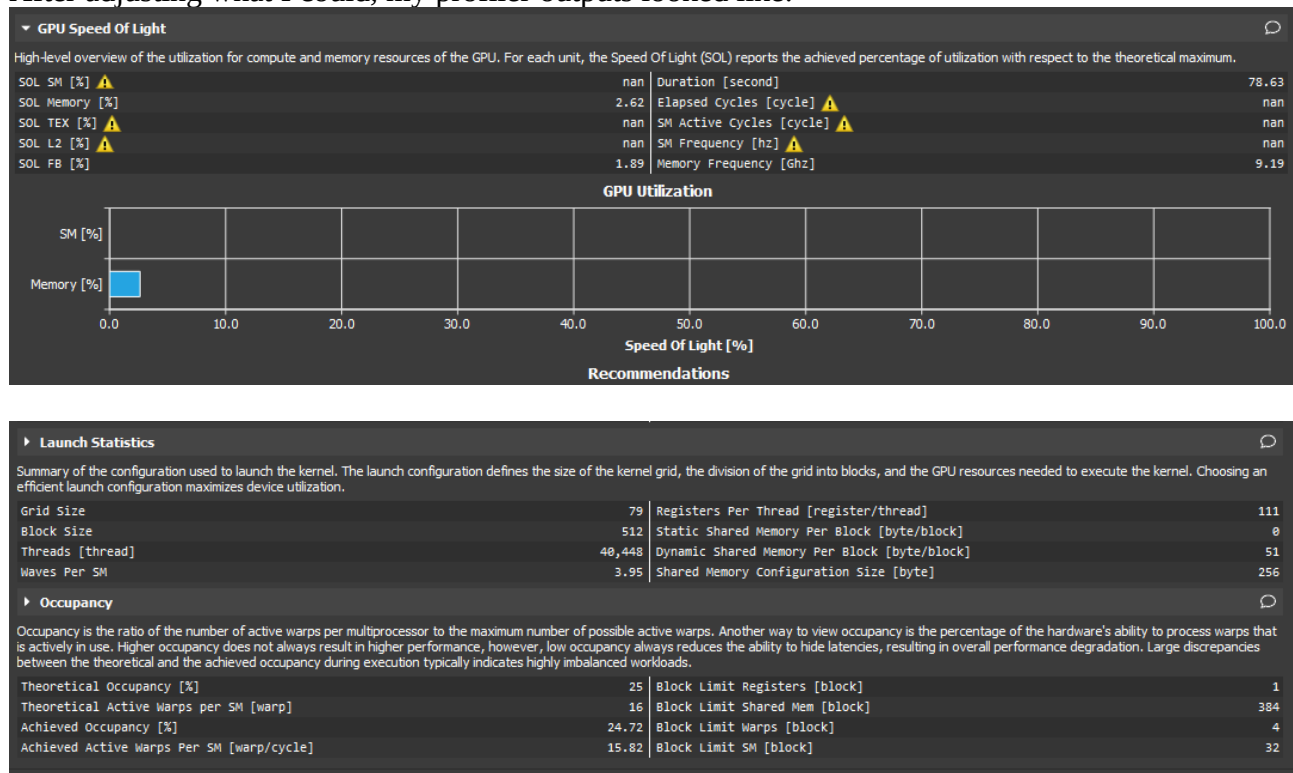 After adjusting what I could, my profiler outputs looked like:
GPU Speed Of Light
High-level overview of the utilization for compute and memory resources of the GPU. For each unit, the Speed Of Light (SOL) reports the achieved percentage of utilization with respect to the theoretical maximum.
SOL SM [%] nan Duration [second] 78.63
SOL Memory [%] 2.62 Elapsed Cycles [cycle] nan
SOL TEX [%] nan SM Active Cycles [cycle] nan
SOL L2 [%] nan SM Frequency [hz] nan
SOL FB [%] 1.89 Memory Frequency [Ghz] 9.19
GPU Utilization
SM [%]
Memory [%]
0.0 10.0 20.0 30.0 40.0 50.0 60.0 70.0 80.0 90.0 100.0
Speed Of Light [%]
Recommendations
Launch Statistics
Summary of the configuration used to launch the kernel. The launch configuration defines the size of the kernel grid, the division of the grid into blocks, and the GPU resources needed to execute the kernel. Choosing an
efficient launch configuration maximizes device utilization.
Grid Size 79 Registers Per Thread [register/thread] 111
Block Size 512 Static Shared Memory Per Block [byte/block] 0
Threads [thread] 40,448 Dynamic Shared Memory Per Block [byte/block] 51
Waves Per SM 3.95 Shared Memory Configuration Size [byte] 256
Occupancy
Occupancy is the ratio of the number of active warps per multiprocessor to the maximum number of possible active warps. Another way to view occupancy is the percentage of the hardware's ability to process warps that
is actively in use. Higher occupancy does not always result in higher performance, however, low occupancy always reduces the ability to hide latencies, resulting in overall performance degradation. Large discrepancies
between the theoretical and the achieved occupancy during execution typically indicates highly imbalanced workloads.
Theoretical Occupancy [%] 25 Block Limit Registers [block] 1
Theoretical Active Warps per SM [warp] 16 Block Limit Shared Mem [block] 384
Achieved Occupancy [%] 24.72 Block Limit Warps [block] 4
Achieved Active Warps Per SM [warp/cycle] 15.82 Block Limit SM [block] 32